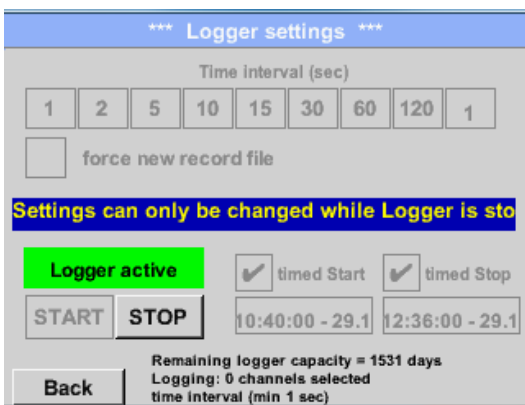 *** Logger settings ***
Time interval (sec)
1 2 5 10 15 30 60 120 1
force new record file
Settings can only be changed while Logger is sto
Logger active
timed Start timed Stop
START STOP
10:40:00 - 29.1 12:36:00 - 29.1
Remaining logger capacity = 1531 days
Logging: 0 channels selected
time interval (min 1 sec)
Back